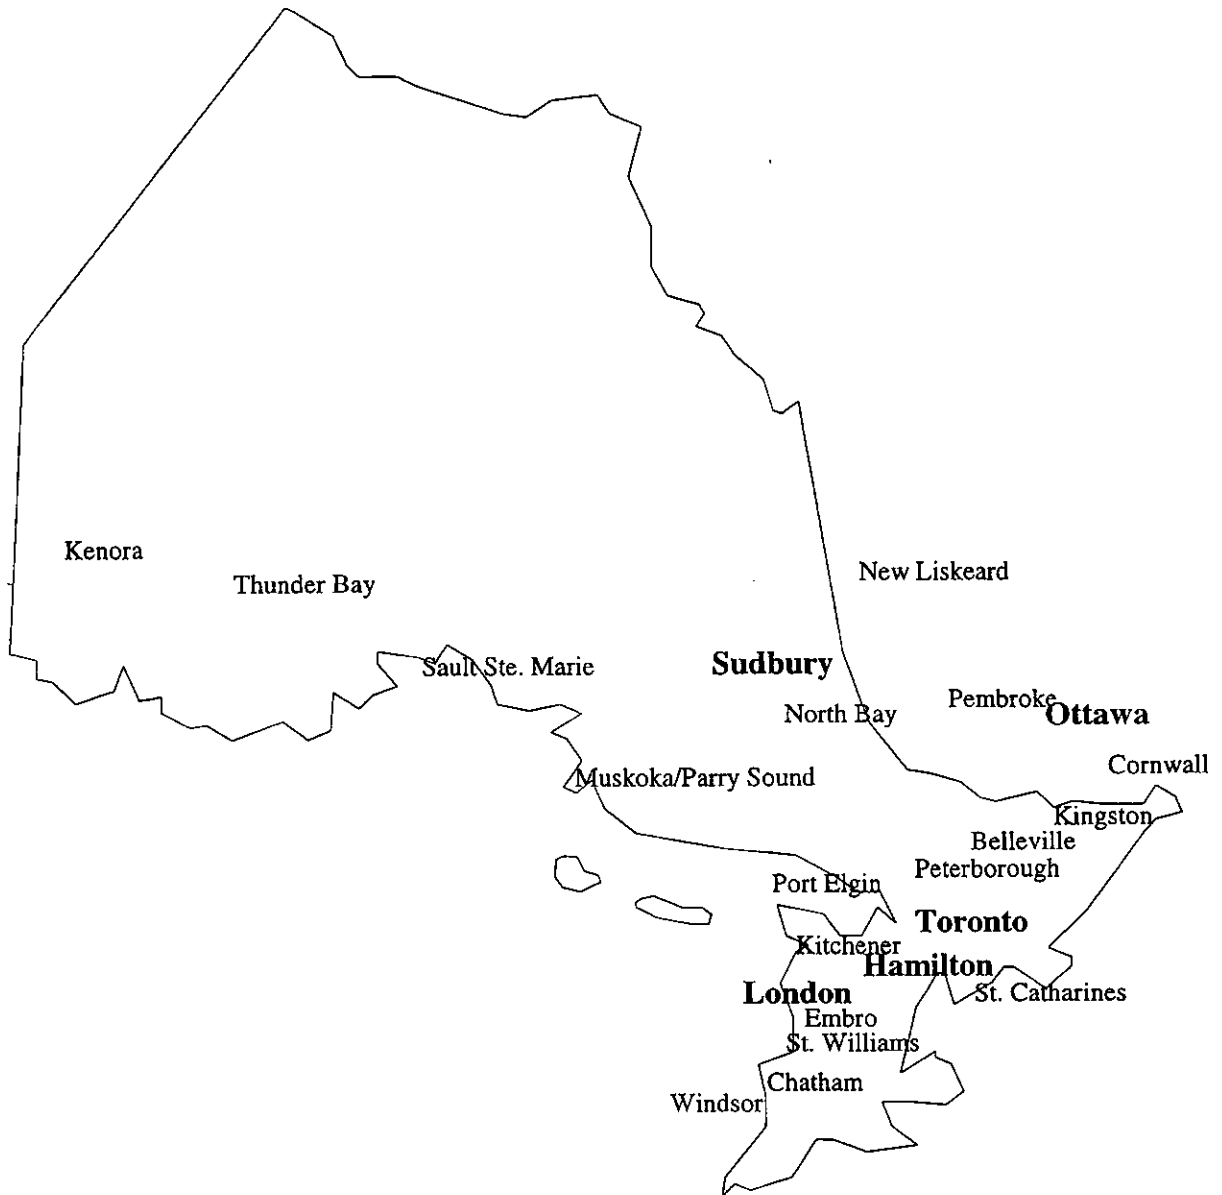 Kenora
Thunder Bay
New Liskeard
Sault Ste. Marie
Sudbury
Pembroke
North Bay
Ottawa
Cornwall
Muskoka/Parry Sound
Kingston
Belleville
Peterborough
Port Elgin
Toronto
Kitchener
Hamilton
London
St. Catharines
Embro
St. Williams
Chatham
Windsor